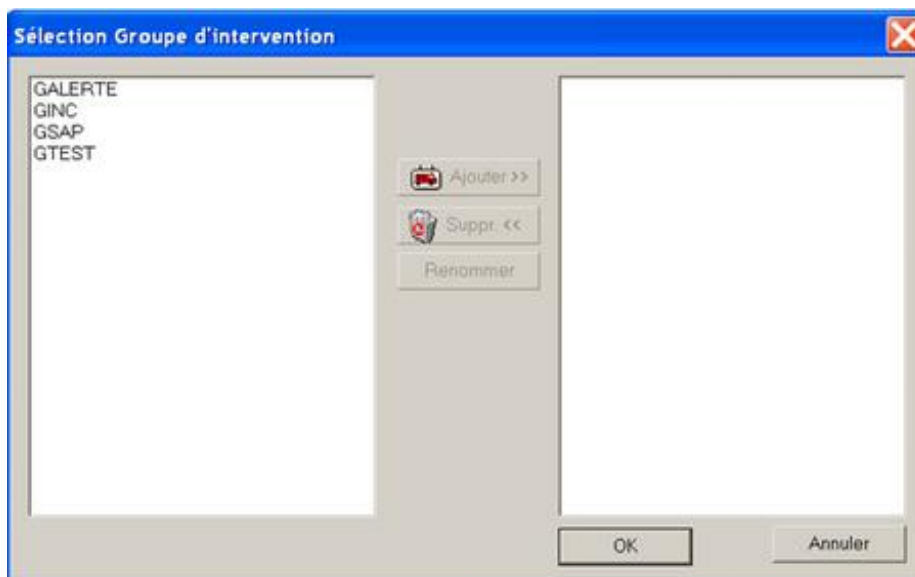 Sélection Groupe d'intervention
GALERTE
GINC
GSAP
GTEST
Ajouter >>
Suppr. <<
Renommer
OK
Annuler